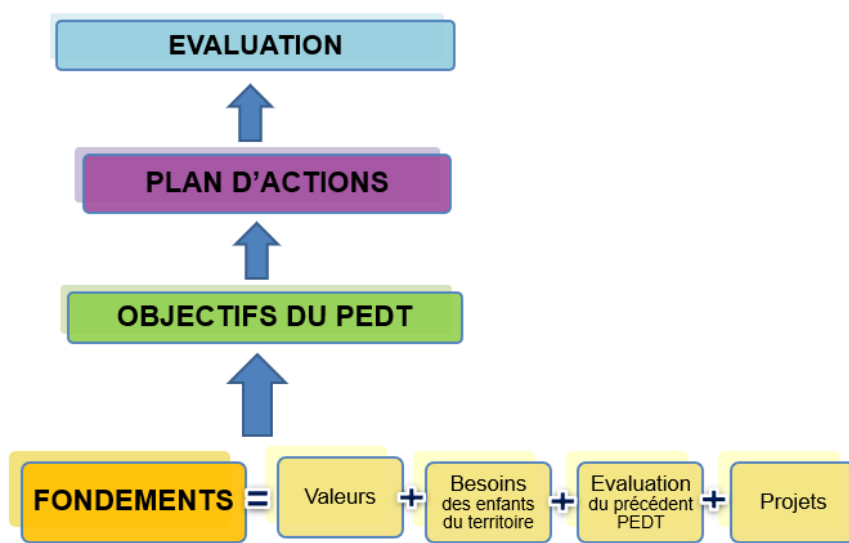 EVALUATION
PLAN D'ACTIONS
OBJECTIFS DU PEDT
FONDEMENTS = Valeurs + Besoins des enfants du territoire + Evaluation du précédent PEDT + Projets